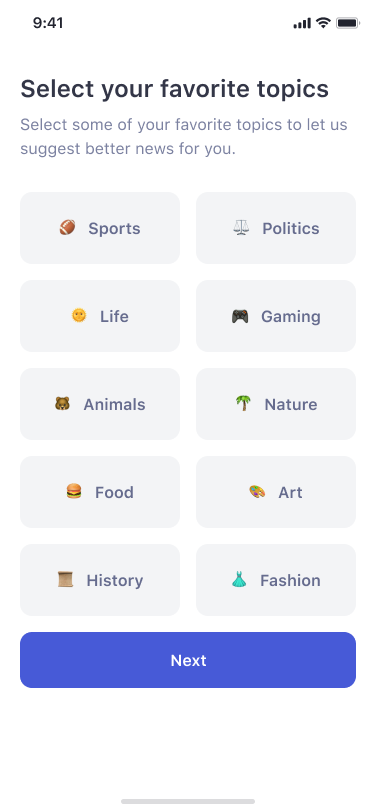 9:41
Select your favorite topics
Select some of your favorite topics to let us
suggest better news for you.
🏈 Sports
⚖️ Politics
🌞 Life
🎮 Gaming
🐻 Animals
🌴 Nature
🍔 Food
🎨 Art
📜 History
👗 Fashion
Next